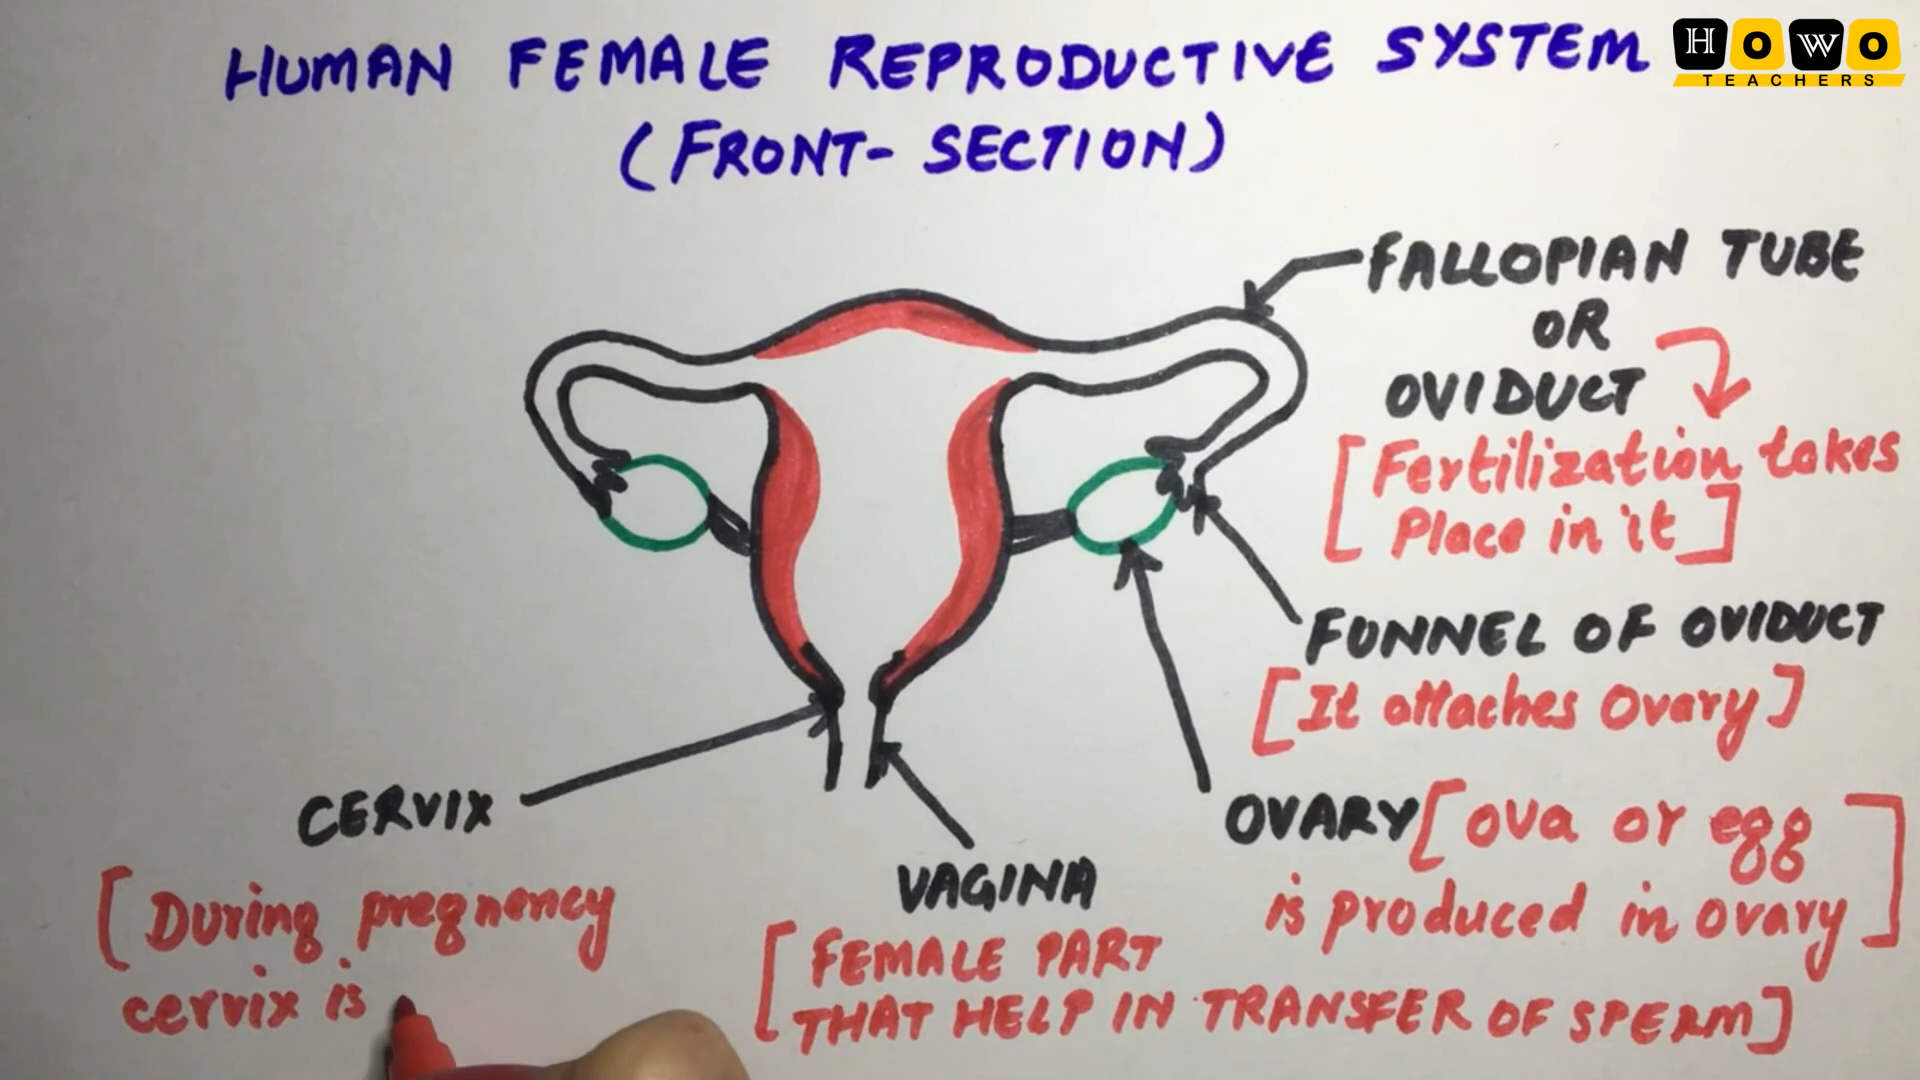 HUMAN FEMALE REPRODUCTIVE SYSTEM
(FRONT-SECTION)
HOWO
TEACHERS
FALLOPIAN TUBE
OR
OVIDUCT
[Fertilization takes
Place in it]
FUNNEL OF OVIDUCT
[It attaches Ovary]
OVARY [ova or egg
is produced in ovary]
CERVIX
[During pregnency
cervix is
VAGINA
[FEMALE PART
THAT HELP IN TRANSFER OF SPERM]